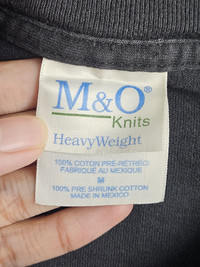 M&O®
Knits
HeavyWeight
100% COTON PRÉ-RÉTRÉCI
FABRIQUÉ AU MEXIQUE
M
100% PRE SHRUNK COTTON
MADE IN MEXICO